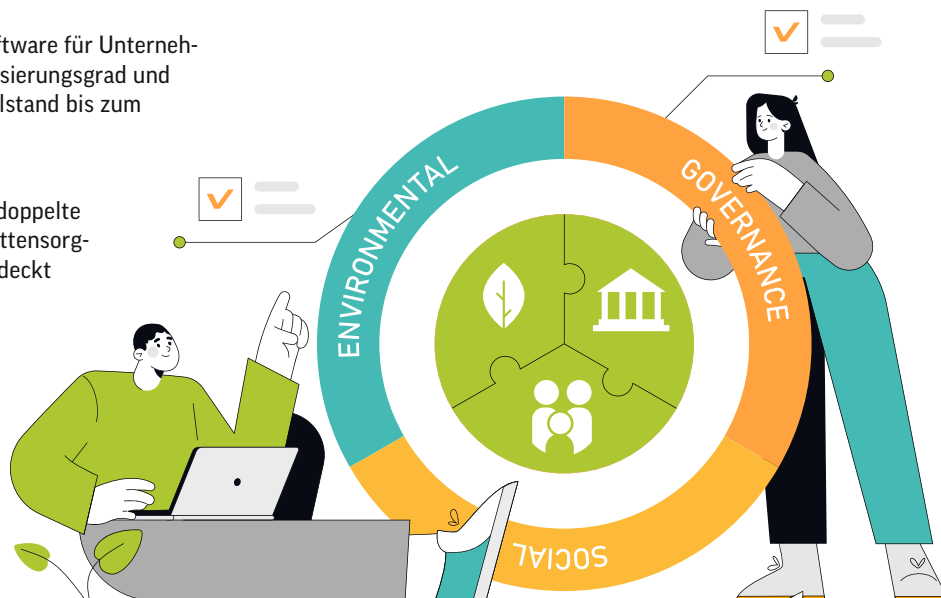 ftware für Unterneh-
sierungsgrad und
lstand bis zum
doppelte
ttensorg-
deckt
ENVIRONMENTAL
GOVERNANCE
SOCIAL